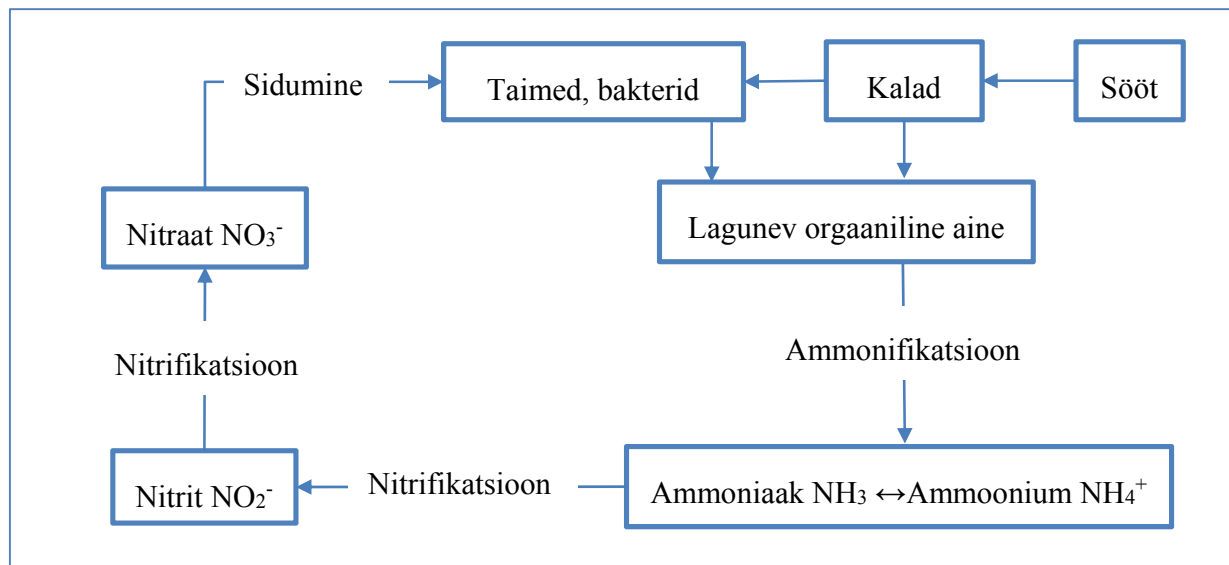 Sidumine
Taimed, bakterid
Kalad
Sööt
Nitraat NO₃⁻
Lagunev orgaaniline aine
Nitrifikatsioon
Ammonifikatsioon
Nitrit NO₂⁻
Nitrifikatsioon
Ammoniaak NH₃ ↔Ammoonium NH₄⁺